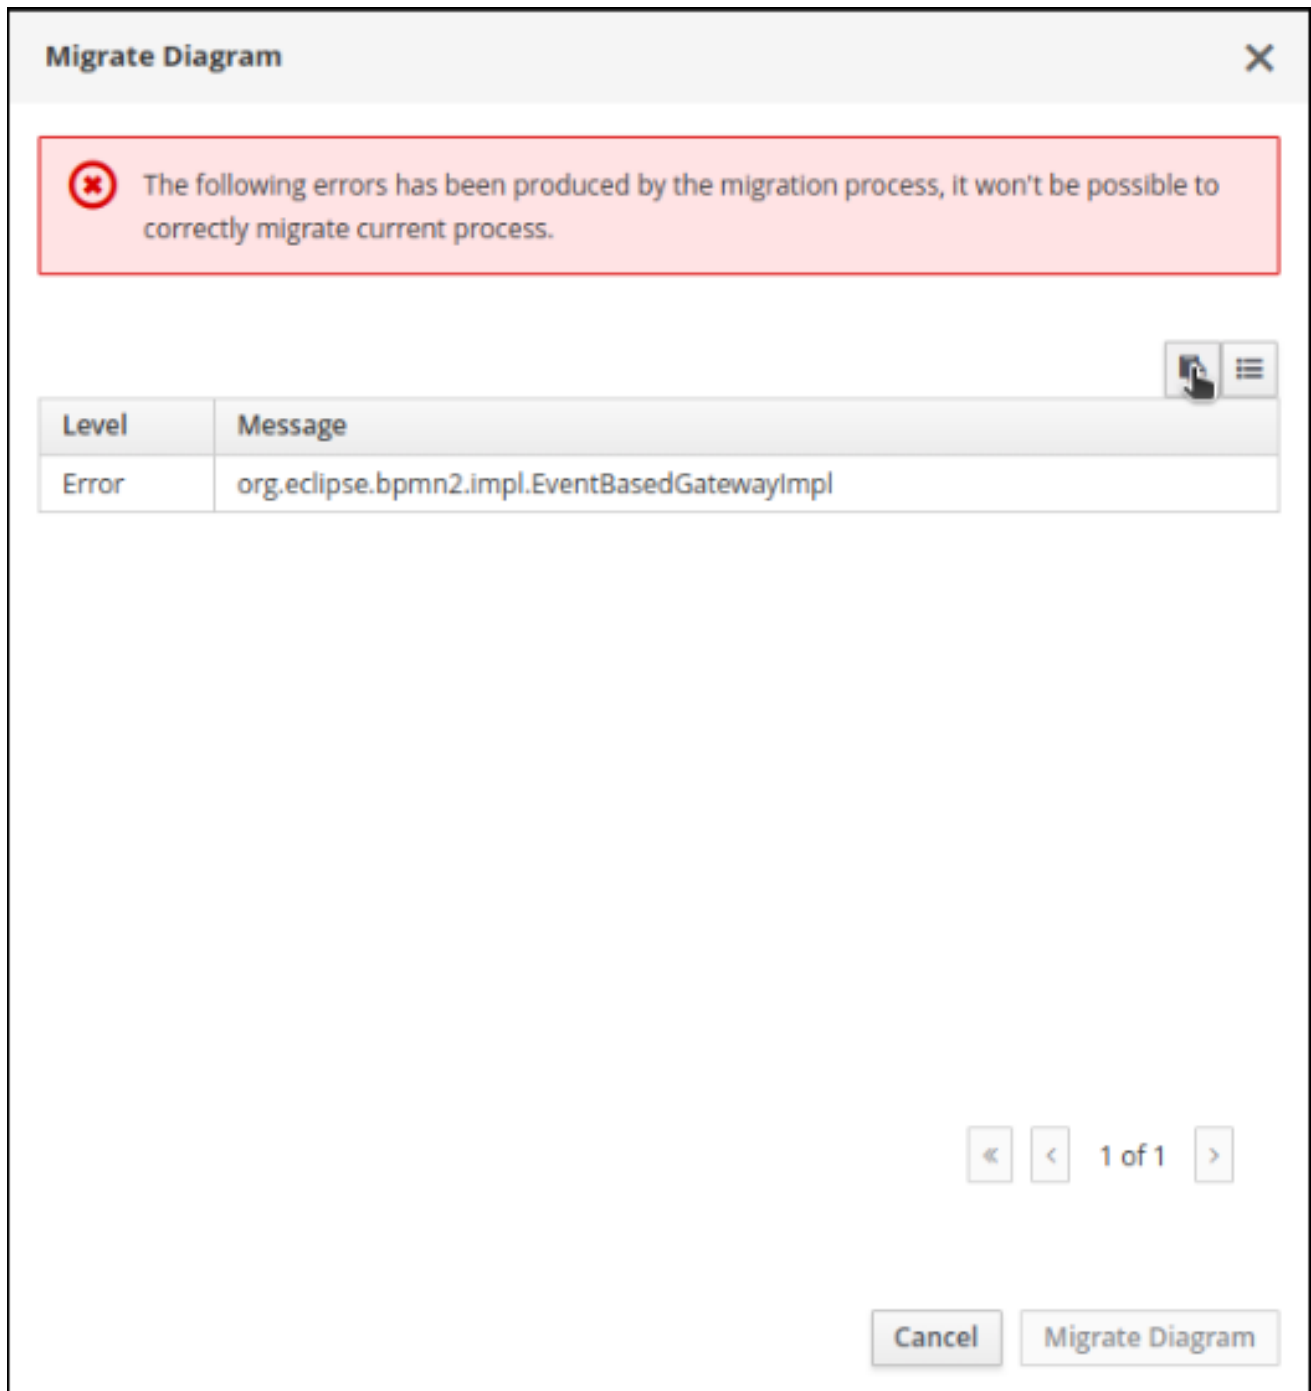 Migrate Diagram
The following errors has been produced by the migration process, it won't be possible to
correctly migrate current process.
Level Message
Error org.eclipse.bpmn2.impl.EventBasedGatewayImpl
1 of 1
Cancel Migrate Diagram